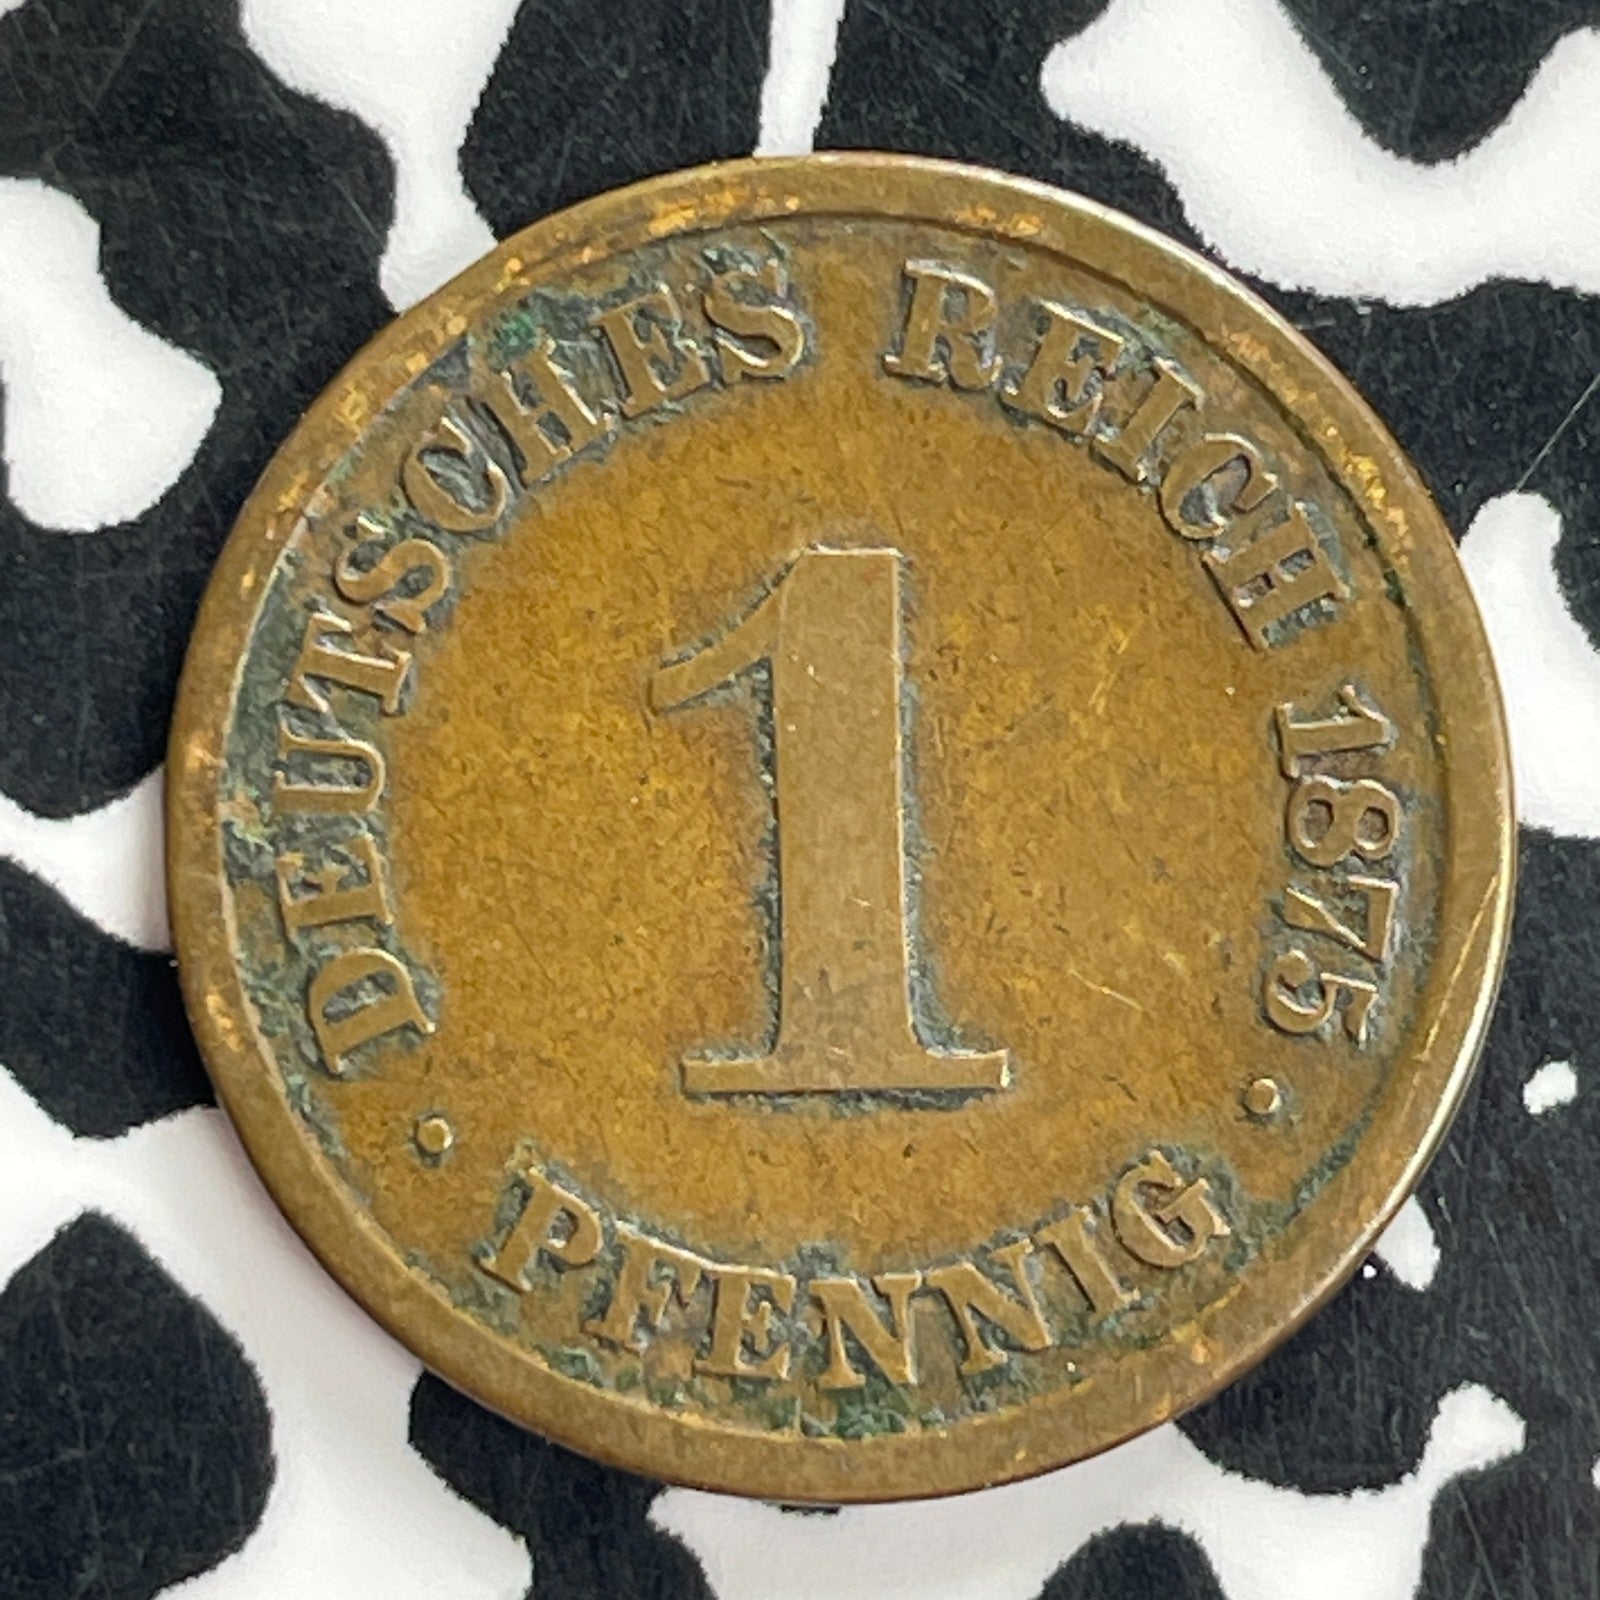 DEUTSCHES REICH 1875
1
• PFENNIG •